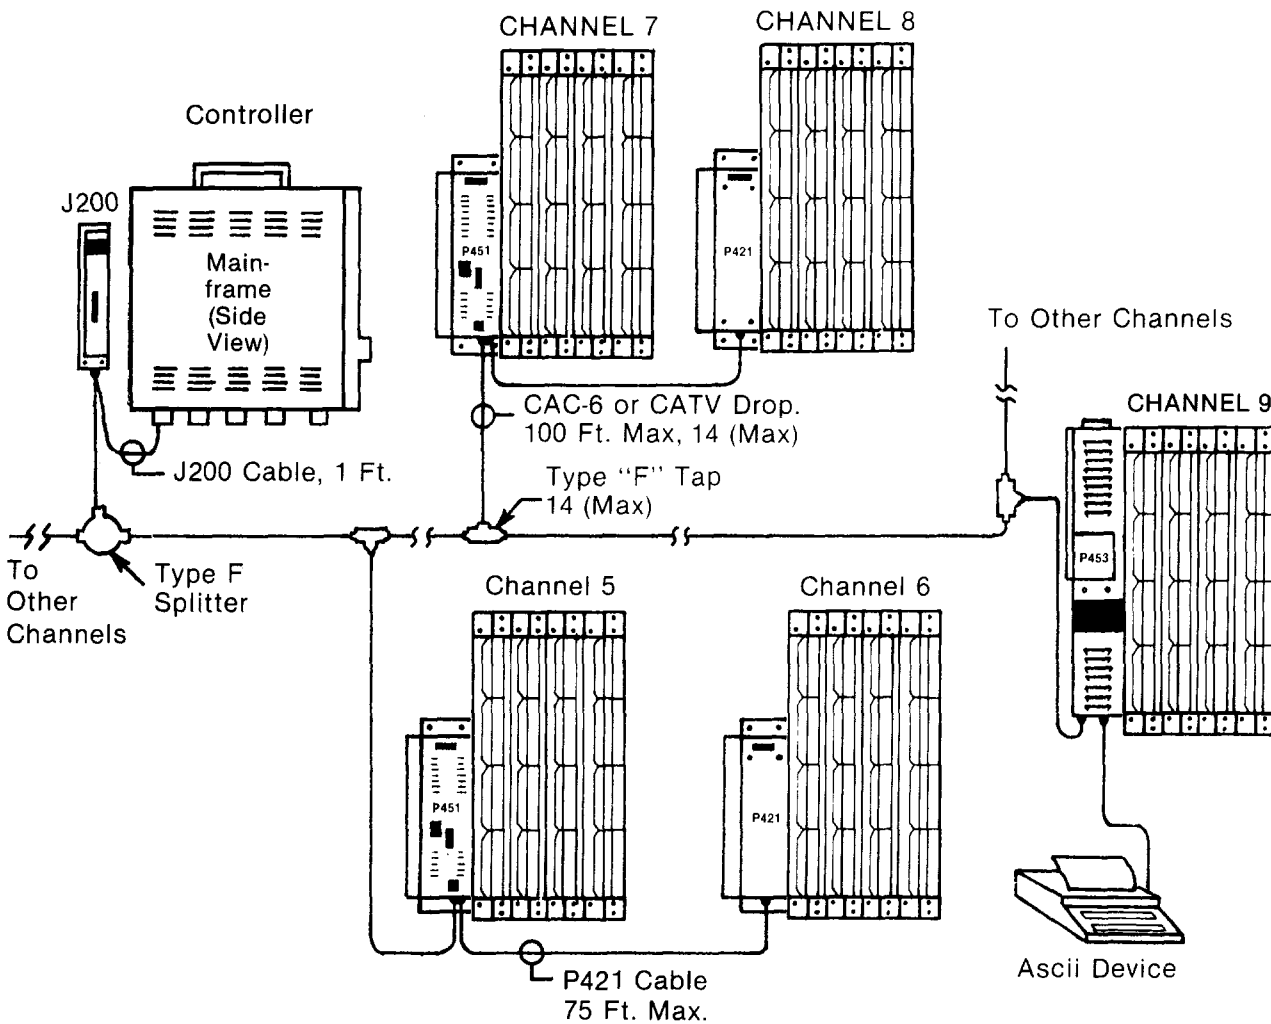 CHANNEL 7
CHANNEL 8
Controller
J200
Main-
frame
(Side
View)
P451
P421
To Other Channels
CHANNEL 9
CAC-6 or CATV Drop.
100 Ft. Max, 14 (Max)
J200 Cable, 1 Ft.
Type "F" Tap
14 (Max)
To
Other
Channels
Type F
Splitter
P453
Channel 5
Channel 6
P451
P421
Ascii Device
P421 Cable
75 Ft. Max.